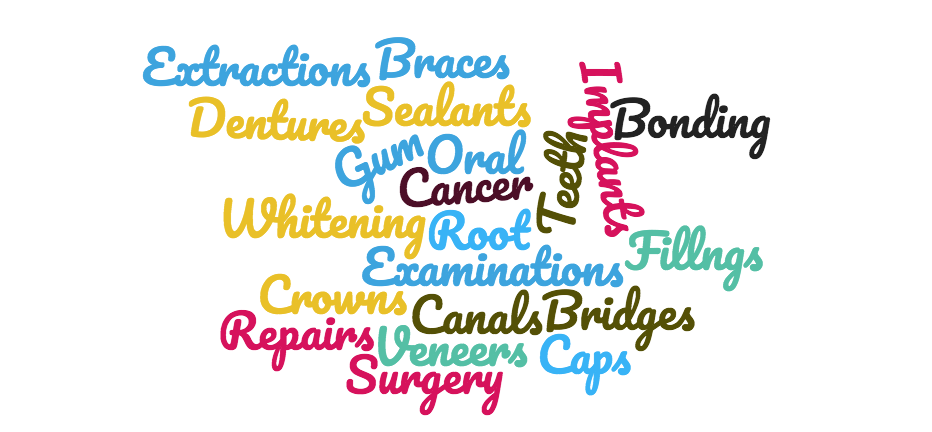 Extractions
Braces
Dentures
Sealants
Implants
Bonding
Gum
Oral
Teeth
Cancer
Whitening
Root
Fillngs
Examinations
Crowns
Canals
Bridges
Repairs
Veneers
Caps
Surgery